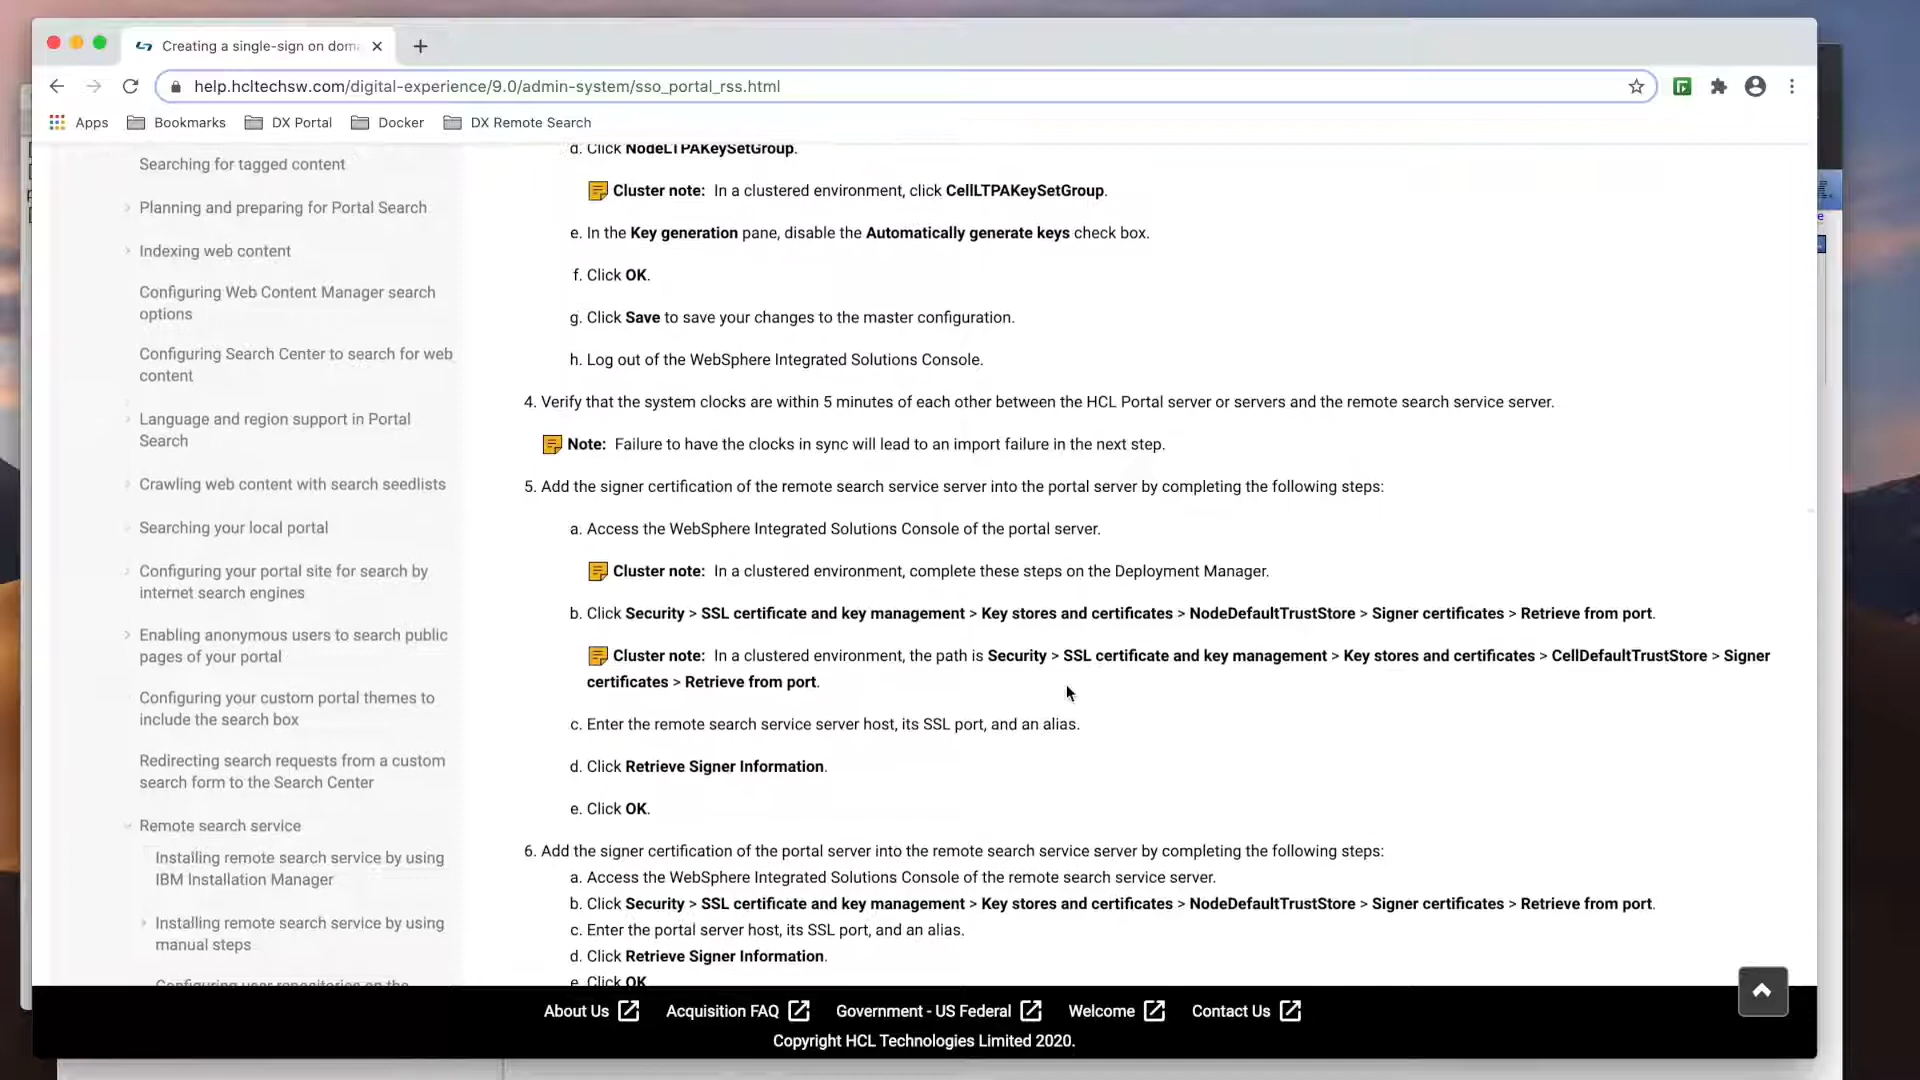 Creating a single-sign on doma
help.hcltechsw.com/digital-experience/9.0/admin-system/sso_portal_rss.html
Apps
Bookmarks
DX Portal
Docker
DX Remote Search
Searching for tagged content
Planning and preparing for Portal Search
Indexing web content
Configuring Web Content Manager search
options
Configuring Search Center to search for web
content
Language and region support in Portal
Search
Crawling web content with search seedlists
Searching your local portal
Configuring your portal site for search by
internet search engines
Enabling anonymous users to search public
pages of your portal
Configuring your custom portal themes to
include the search box
Redirecting search requests from a custom
search form to the Search Center
Remote search service
Installing remote search service by using
IBM Installation Manager
Installing remote search service by using
manual steps
Configuring user repositories on the
d. Click NodeLTPAKeySetGroup.
Cluster note: In a clustered environment, click CellLTPAKeySetGroup.
e. In the Key generation pane, disable the Automatically generate keys check box.
f. Click OK.
g. Click Save to save your changes to the master configuration.
h. Log out of the WebSphere Integrated Solutions Console.
4. Verify that the system clocks are within 5 minutes of each other between the HCL Portal server or servers and the remote search service server.
Note: Failure to have the clocks in sync will lead to an import failure in the next step.
5. Add the signer certification of the remote search service server into the portal server by completing the following steps:
a. Access the WebSphere Integrated Solutions Console of the portal server.
Cluster note: In a clustered environment, complete these steps on the Deployment Manager.
b. Click Security > SSL certificate and key management > Key stores and certificates > NodeDefaultTrustStore > Signer certificates > Retrieve from port.
Cluster note: In a clustered environment, the path is Security > SSL certificate and key management > Key stores and certificates > CellDefaultTrustStore > Signer
certificates > Retrieve from port.
c. Enter the remote search service server host, its SSL port, and an alias.
d. Click Retrieve Signer Information.
e. Click OK.
6. Add the signer certification of the portal server into the remote search service server by completing the following steps:
a. Access the WebSphere Integrated Solutions Console of the remote search service server.
b. Click Security > SSL certificate and key management > Key stores and certificates > NodeDefaultTrustStore > Signer certificates > Retrieve from port.
c. Enter the portal server host, its SSL port, and an alias.
d. Click Retrieve Signer Information.
e. Click OK
About Us
Acquisition FAQ
Government - US Federal
Welcome
Contact Us
Copyright HCL Technologies Limited 2020.